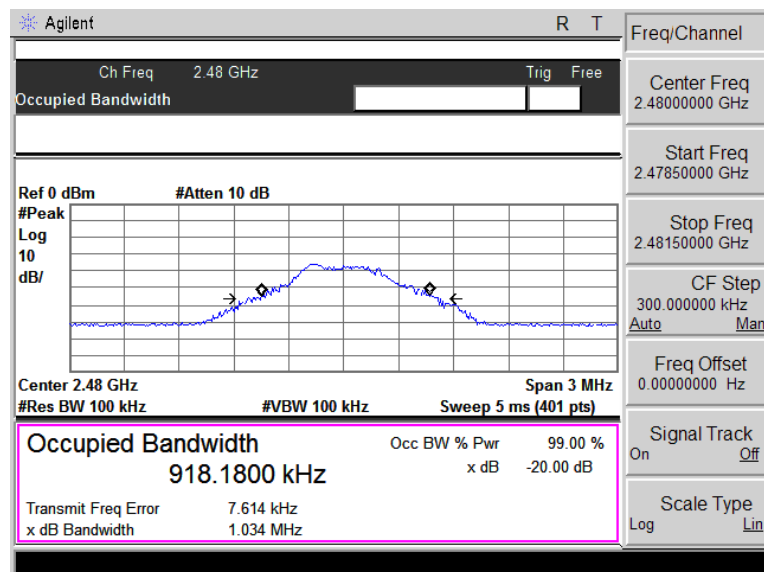 Agilent R T
Ch Freq 2.48 GHz Trig Free
Occupied Bandwidth
Ref 0 dBm #Atten 10 dB
#Peak
Log
10
dB/
Center 2.48 GHz Span 3 MHz
#Res BW 100 kHz #VBW 100 kHz Sweep 5 ms (401 pts)
Occupied Bandwidth Occ BW % Pwr 99.00 %
918.1800 kHz x dB -20.00 dB
Transmit Freq Error 7.614 kHz
x dB Bandwidth 1.034 MHz
Freq/Channel
Center Freq
2.48000000 GHz
Start Freq
2.47850000 GHz
Stop Freq
2.48150000 GHz
CF Step
300.000000 kHz
Auto Man
Freq Offset
0.00000000 Hz
Signal Track
On Off
Scale Type
Log Lin